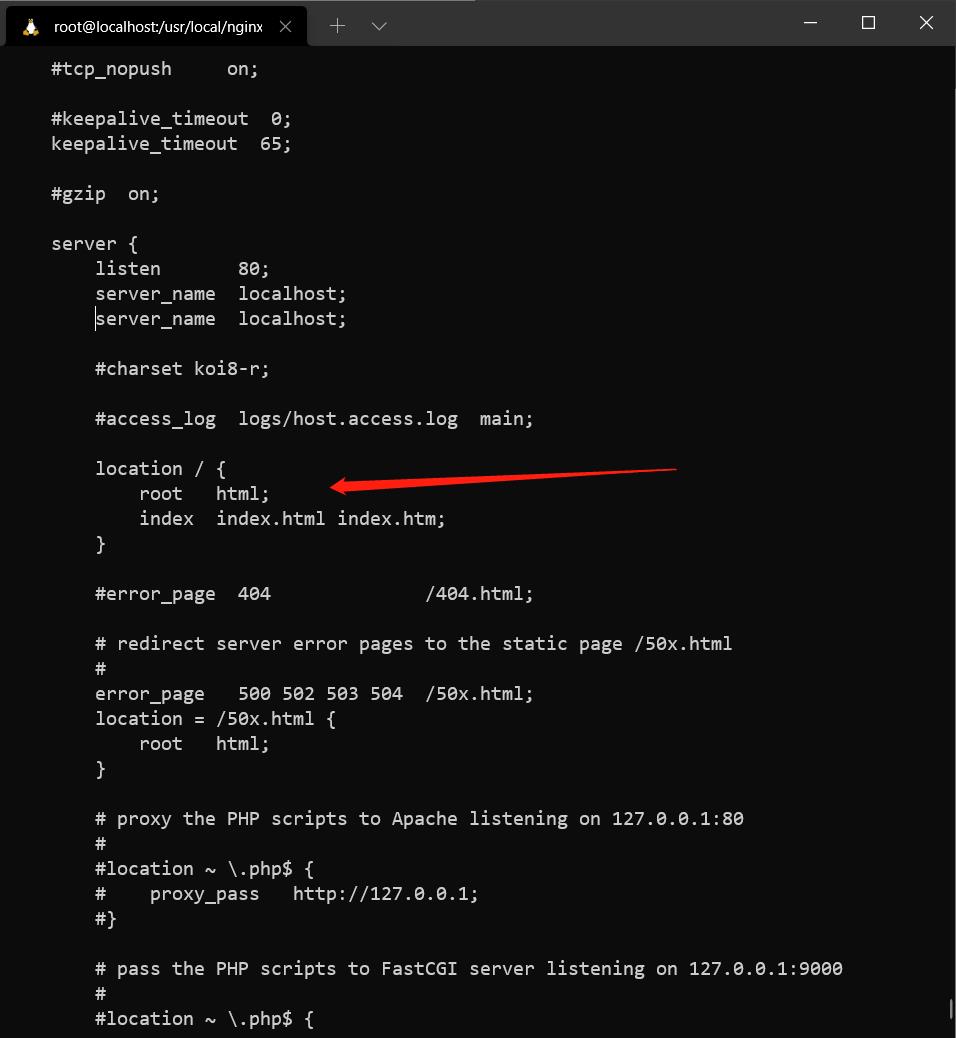 root@localhost:/usr/local/nginx
#tcp_nopush     on;
#keepalive_timeout  0;
keepalive_timeout  65;
#gzip  on;
server {
listen       80;
server_name  localhost;
server_name  localhost;
#charset koi8-r;
#access_log  logs/host.access.log  main;
location / {
root   html;
index  index.html index.htm;
}
#error_page  404              /404.html;
# redirect server error pages to the static page /50x.html
#
error_page   500 502 503 504  /50x.html;
location = /50x.html {
root   html;
}
# proxy the PHP scripts to Apache listening on 127.0.0.1:80
#
#location ~ \.php$ {
#    proxy_pass   http://127.0.0.1;
#}
# pass the PHP scripts to FastCGI server listening on 127.0.0.1:9000
#
#location ~ \.php$ {